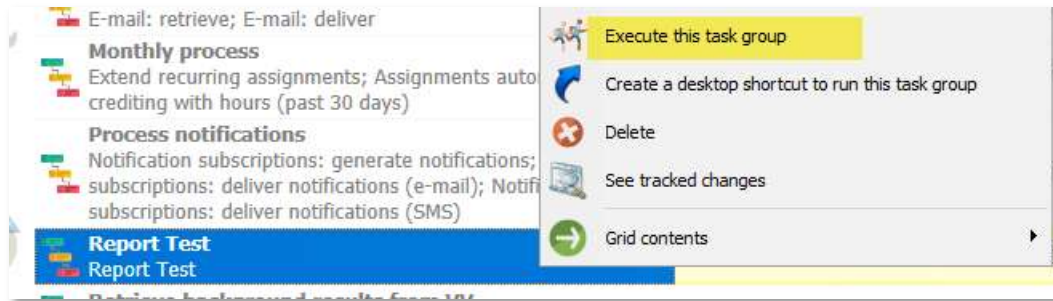 E-mail: retrieve; E-mail: deliver
Monthly process
Extend recurring assignments; Assignments auto
crediting with hours (past 30 days)
Process notifications
Notification subscriptions: generate notifications;
subscriptions: deliver notifications (e-mail); Notifi
subscriptions: deliver notifications (SMS)
Report Test
Report Test
Execute this task group
Create a desktop shortcut to run this task group
Delete
See tracked changes
Grid contents